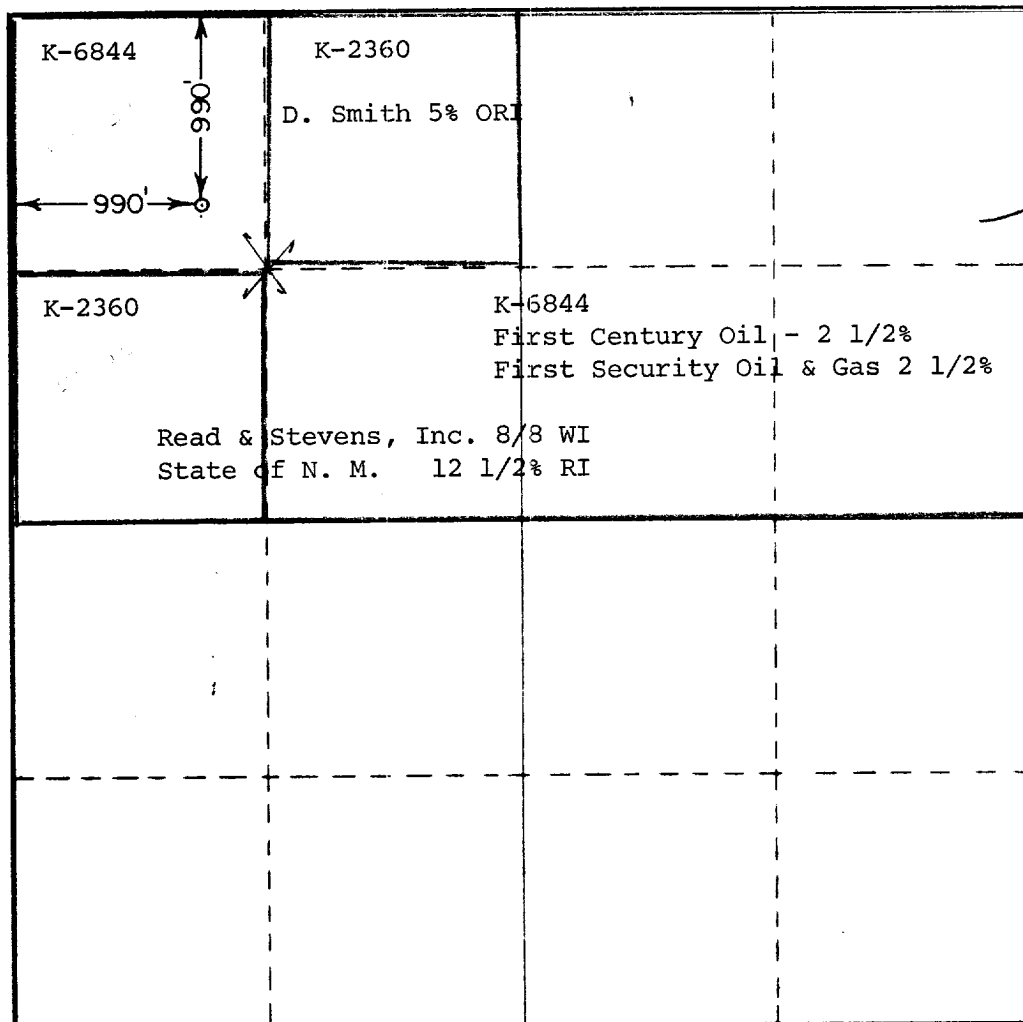 K-6844
K-2360
990'
D. Smith 5% ORI
990'
K-2360
K-6844
First Century Oil - 2 1/2%
First Security Oil & Gas 2 1/2%
Read & Stevens, Inc. 8/8 WI
State of N. M. 12 1/2% RI